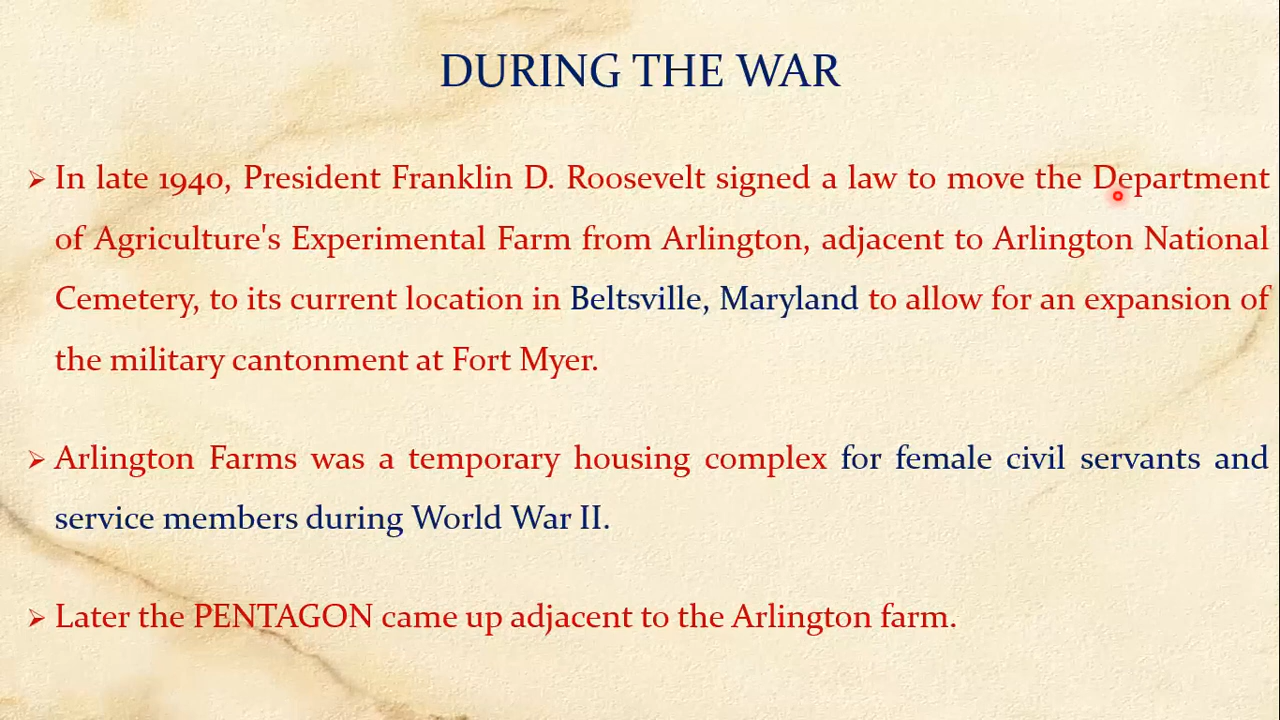 DURING THE WAR
In late 1940, President Franklin D. Roosevelt signed a law to move the Department
of Agriculture's Experimental Farm from Arlington, adjacent to Arlington National
Cemetery, to its current location in Beltsville, Maryland to allow for an expansion of
the military cantonment at Fort Myer.
Arlington Farms was a temporary housing complex for female civil servants and
service members during World War II.
Later the PENTAGON came up adjacent to the Arlington farm.